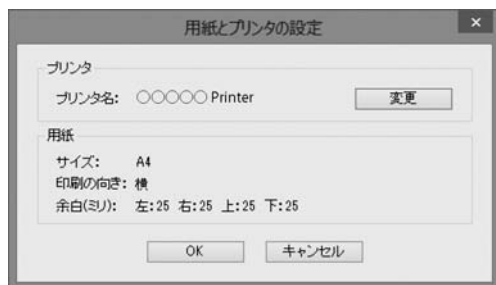 用紙とプリンタの設定
×
プリンタ
プリンタ名: ○○○○○ Printer
変更
用紙
サイズ: A4
印刷の向き: 横
余白(ミリ): 左:25 右:25 上:25 下:25
OK キャンセル